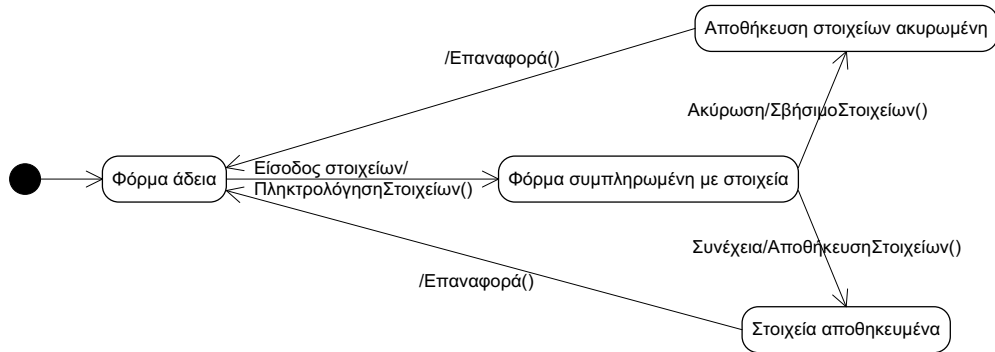 Αποθήκευση στοιχείων ακυρωμένη
/Επαναφορά()
Ακύρωση/ΣβήσιμοΣτοιχείων()
Είσοδος στοιχείων/
ΠληκτρολόγησηΣτοιχείων()
Φόρμα άδεια
Φόρμα συμπληρωμένη με στοιχεία
Συνέχεια/ΑποθήκευσηΣτοιχείων()
/Επαναφορά()
Στοιχεία αποθηκευμένα